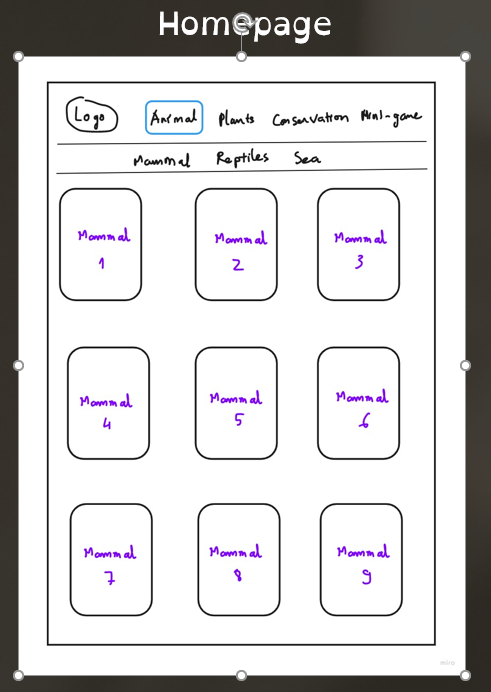 Homepage
Logo Animal Plants Conservation Mini-game
Mammal Reptiles Sea
Mammal Mammal Mammal
1 2 3
Mammal Mammal Mammal
4 5 6
Mammal Mammal Mammal
7 8 9
miro